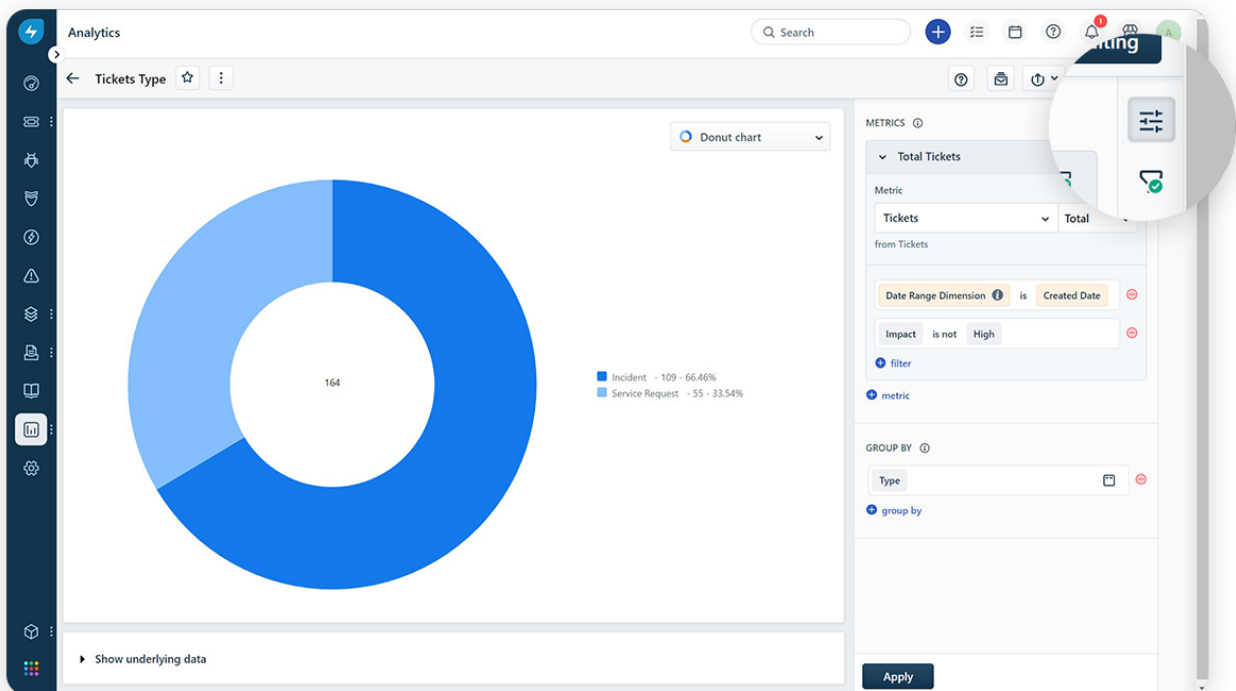 Analytics
Search
1
A
Tickets Type
METRICS
Donut chart
Total Tickets
Metric
Tickets
Total
from Tickets
Date Range Dimension is Created Date
Impact is not High
filter
metric
164
Incident - 109 - 66.46%
Service Request - 55 - 33.54%
GROUP BY
Type
group by
Show underlying data
Apply